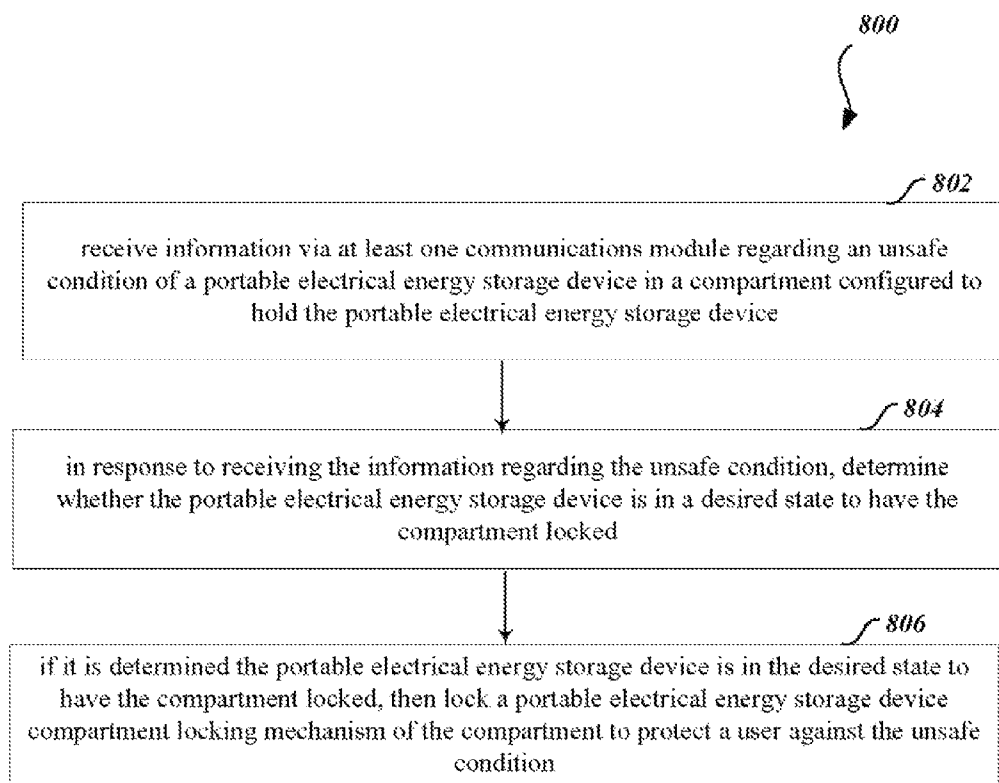 800
802
receive information via at least one communications module regarding an unsafe
condition of a portable electrical energy storage device in a compartment configured to
hold the portable electrical energy storage device
804
in response to receiving the information regarding the unsafe condition, determine
whether the portable electrical energy storage device is in a desired state to have the
compartment locked
806
if it is determined the portable electrical energy storage device is in the desired state to
have the compartment locked, then lock a portable electrical energy storage device
compartment locking mechanism of the compartment to protect a user against the unsafe
condition